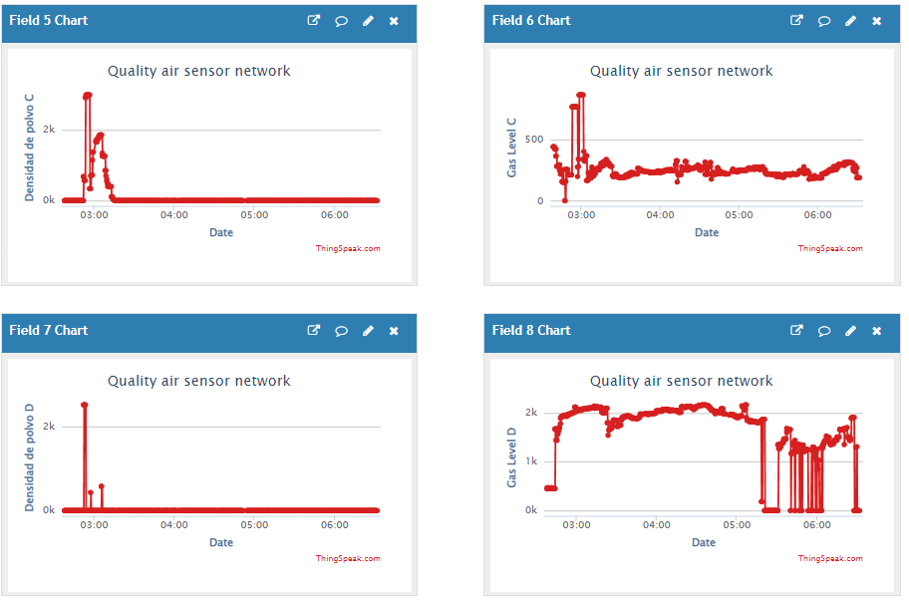 Field 5 Chart
Quality air sensor network
Densidad de polvo C
2k
0k
03:00 04:00 05:00 06:00
Date
ThingSpeak.com
Field 6 Chart
Quality air sensor network
Gas Level C
500
0
03:00 04:00 05:00 06:00
Date
ThingSpeak.com
Field 7 Chart
Quality air sensor network
Densidad de polvo D
2k
0k
03:00 04:00 05:00 06:00
Date
ThingSpeak.com
Field 8 Chart
Quality air sensor network
Gas Level D
2k
1k
0k
03:00 04:00 05:00 06:00
Date
ThingSpeak.com